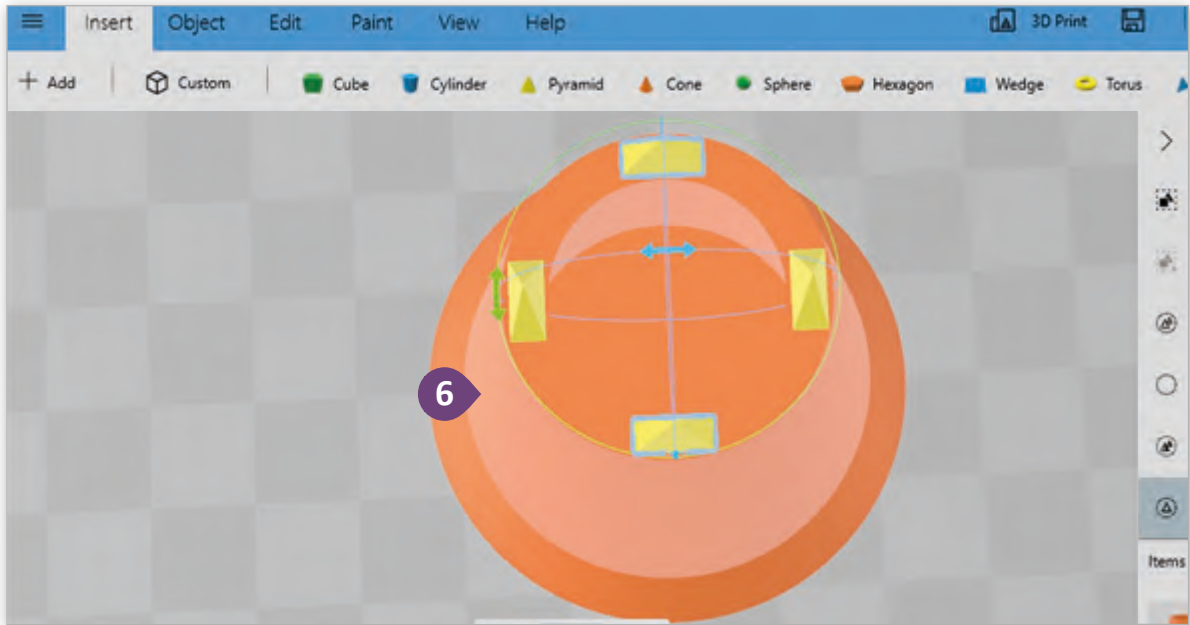 Insert Object Edit Paint View Help 3D Print
+ Add Custom Cube Cylinder Pyramid Cone Sphere Hexagon Wedge Torus
6
Items